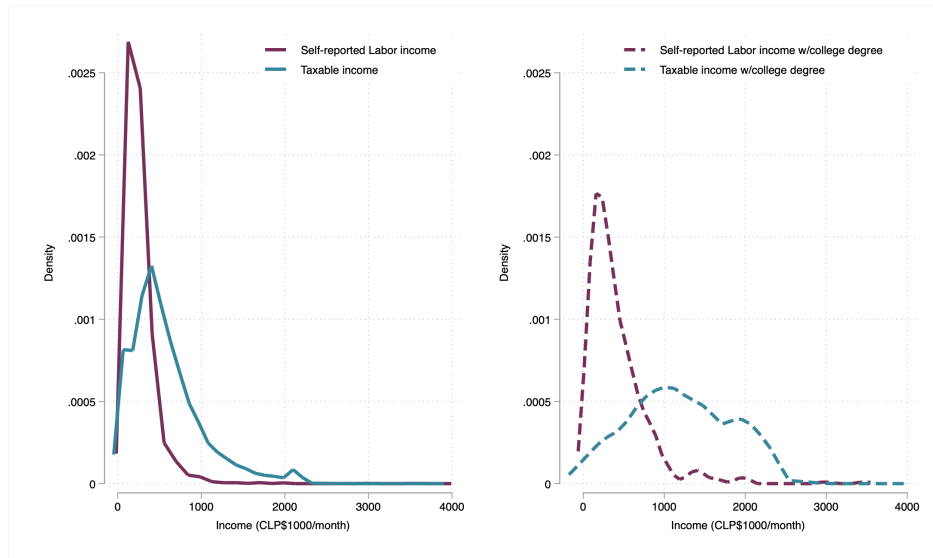 Self-reported Labor income
Taxable income
.0025
.002
.0015
.001
.0005
0
Density
0 1000 2000 3000 4000
Income (CLP$1000/month)
Self-reported Labor income w/college degree
Taxable income w/college degree
.0025
.002
.0015
.001
.0005
0
Density
0 1000 2000 3000 4000
Income (CLP$1000/month)